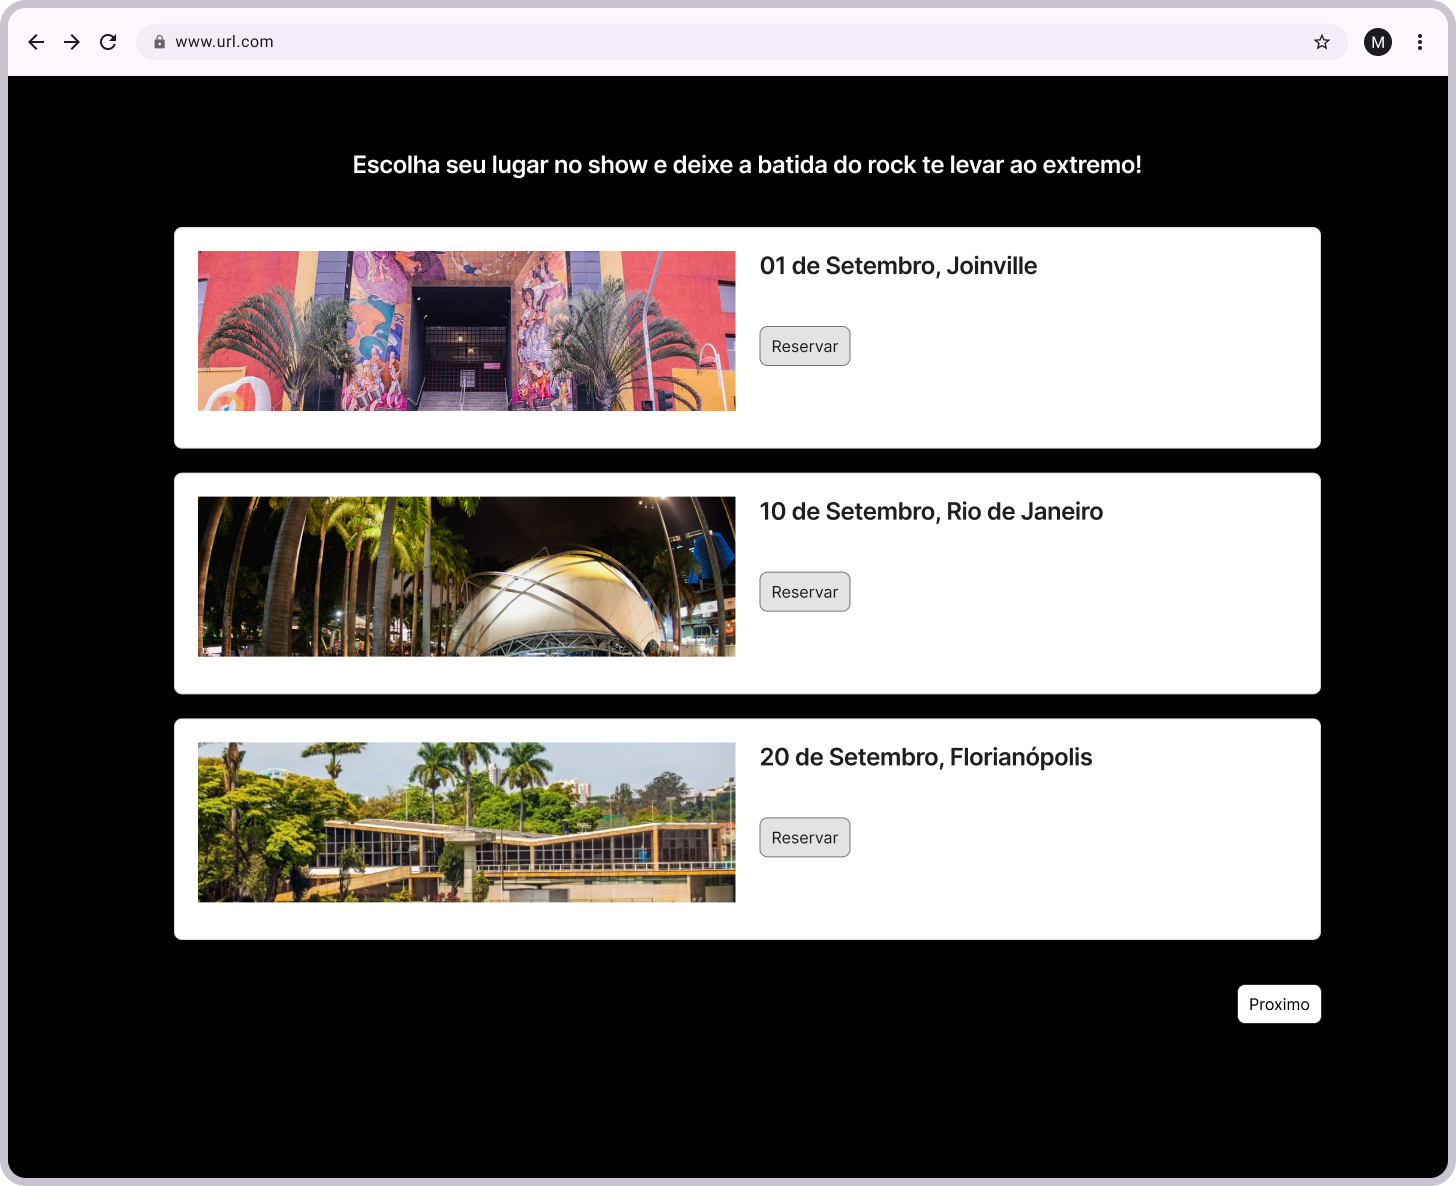 www.url.com
M
Escolha seu lugar no show e deixe a batida do rock te levar ao extremo!
01 de Setembro, Joinville
Reservar
10 de Setembro, Rio de Janeiro
Reservar
20 de Setembro, Florianópolis
Reservar
Proximo